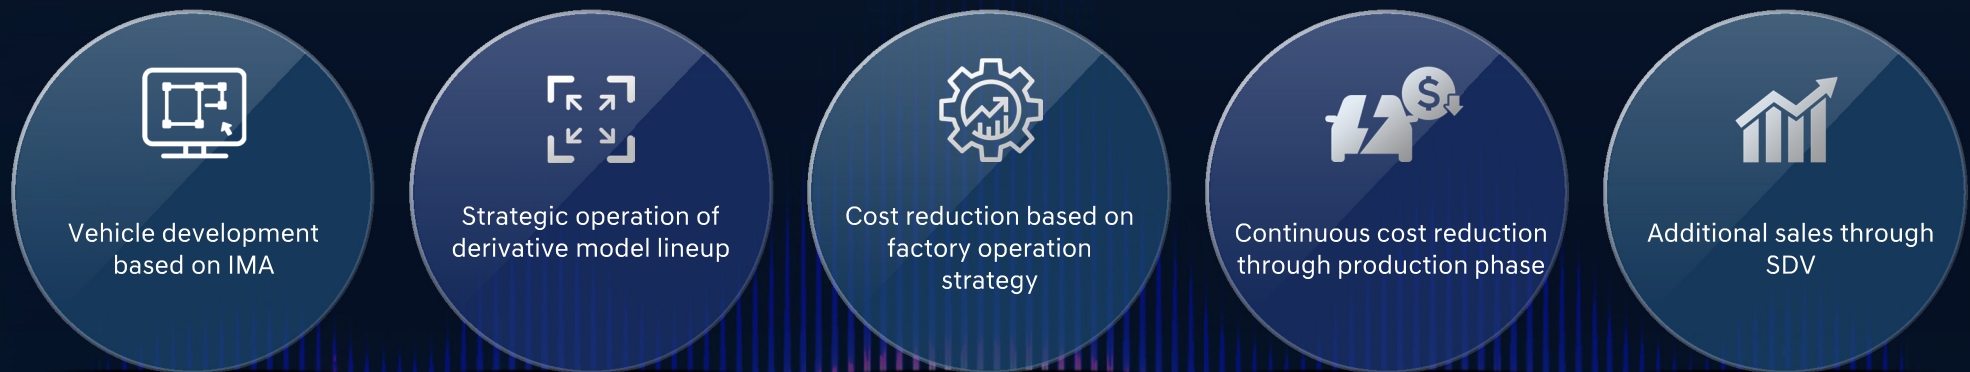 Vehicle development
based on IMA
Strategic operation of
derivative model lineup
Cost reduction based on
factory operation
strategy
Continuous cost reduction
through production phase
Additional sales through
SDV